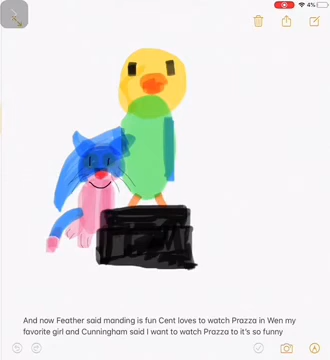 4%
And now Feather said manding is fun Cent loves to watch Prazza in Wen my
favorite girl and Cunningham said I want to watch Prazza to it's so funny